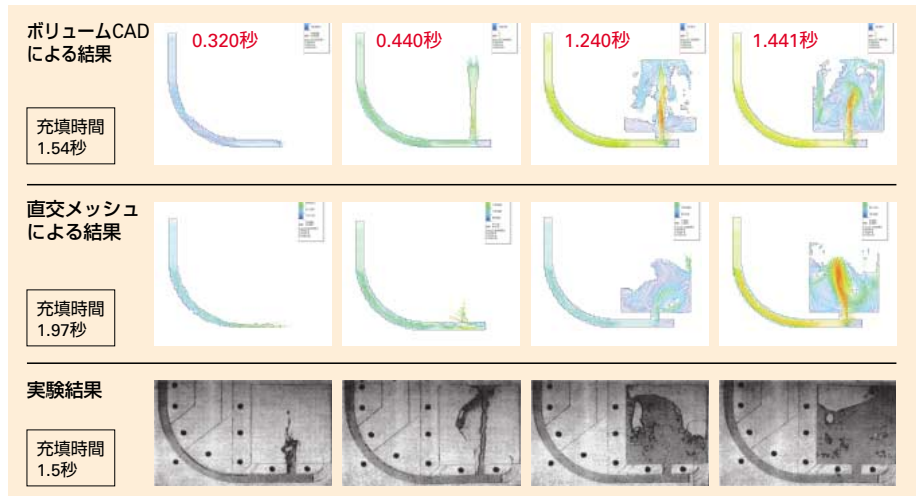 ボリュームCAD
による結果
0.320秒
0.440秒
1.240秒
1.441秒
充填時間
1.54秒
直交メッシュ
による結果
充填時間
1.97秒
実験結果
充填時間
1.5秒